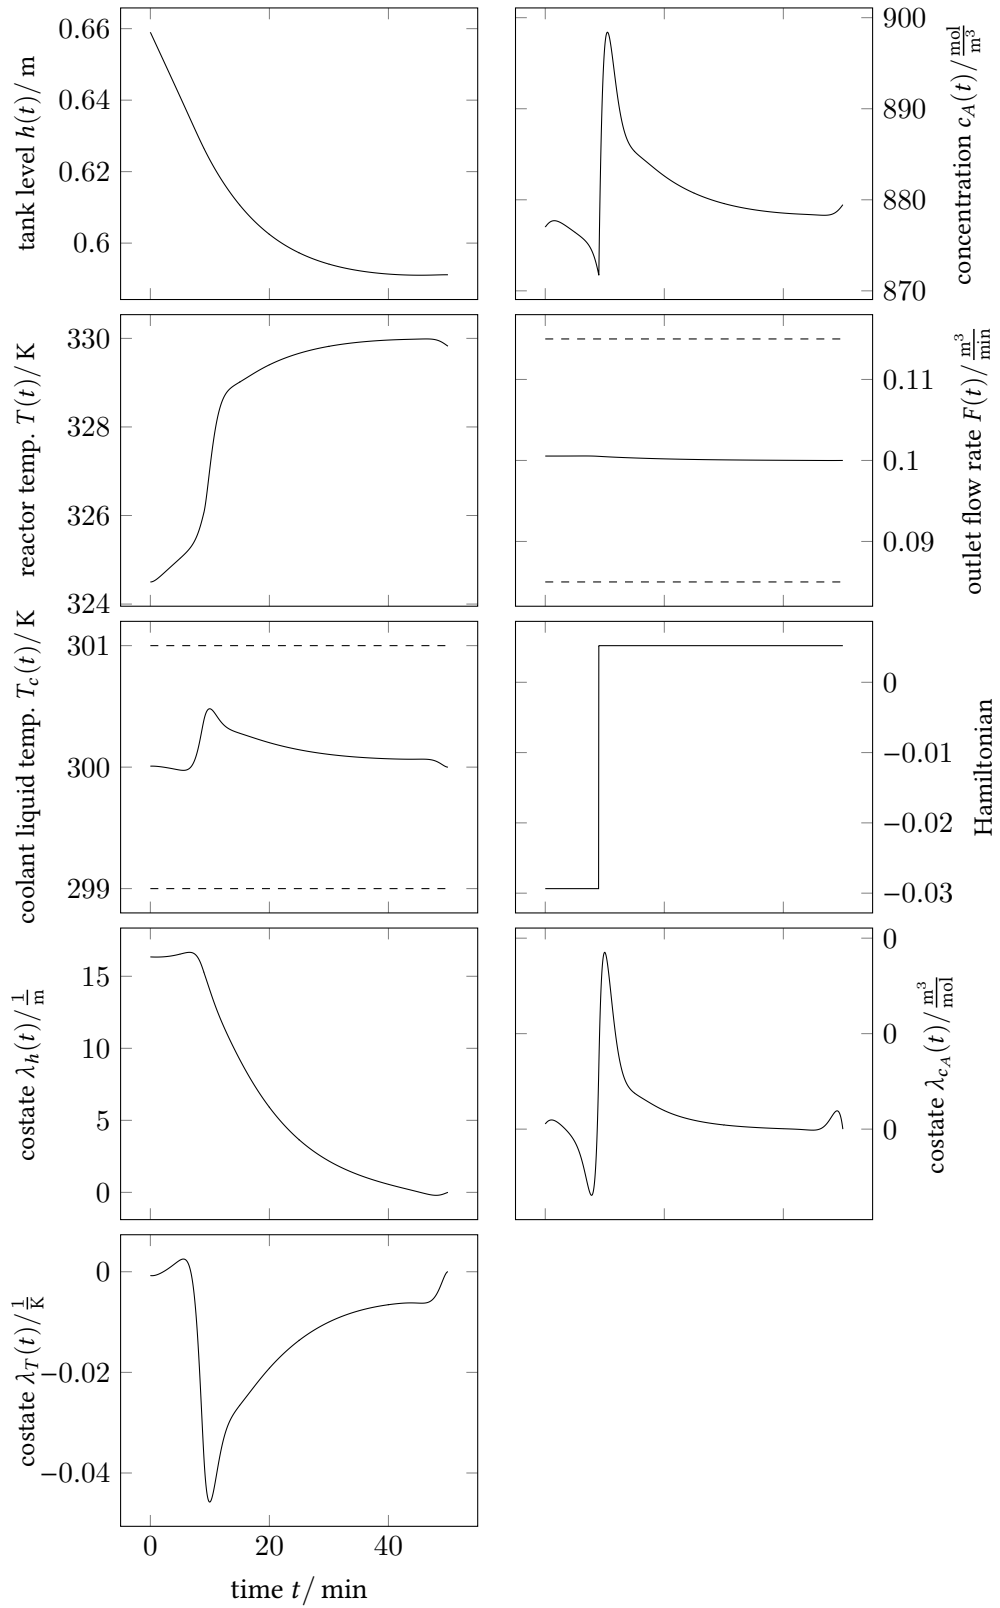 tank level h(t)/ m
0.66
0.64
0.62
0.6
900
890
880
870
concentration c_A(t)/ mol/m³
reactor temp. T(t)/ K
330
328
326
324
0.11
0.1
0.09
outlet flow rate F(t)/ m³/min
coolant liquid temp. T_c(t)/ K
301
300
299
0
−0.01
−0.02
−0.03
Hamiltonian
costate λ_h(t)/ 1/m
15
10
5
0
0
0
0
costate λ_{c_A}(t)/ m³/mol
costate λ_T(t)/ 1/K
0
−0.02
−0.04
0 20 40
time t/ min